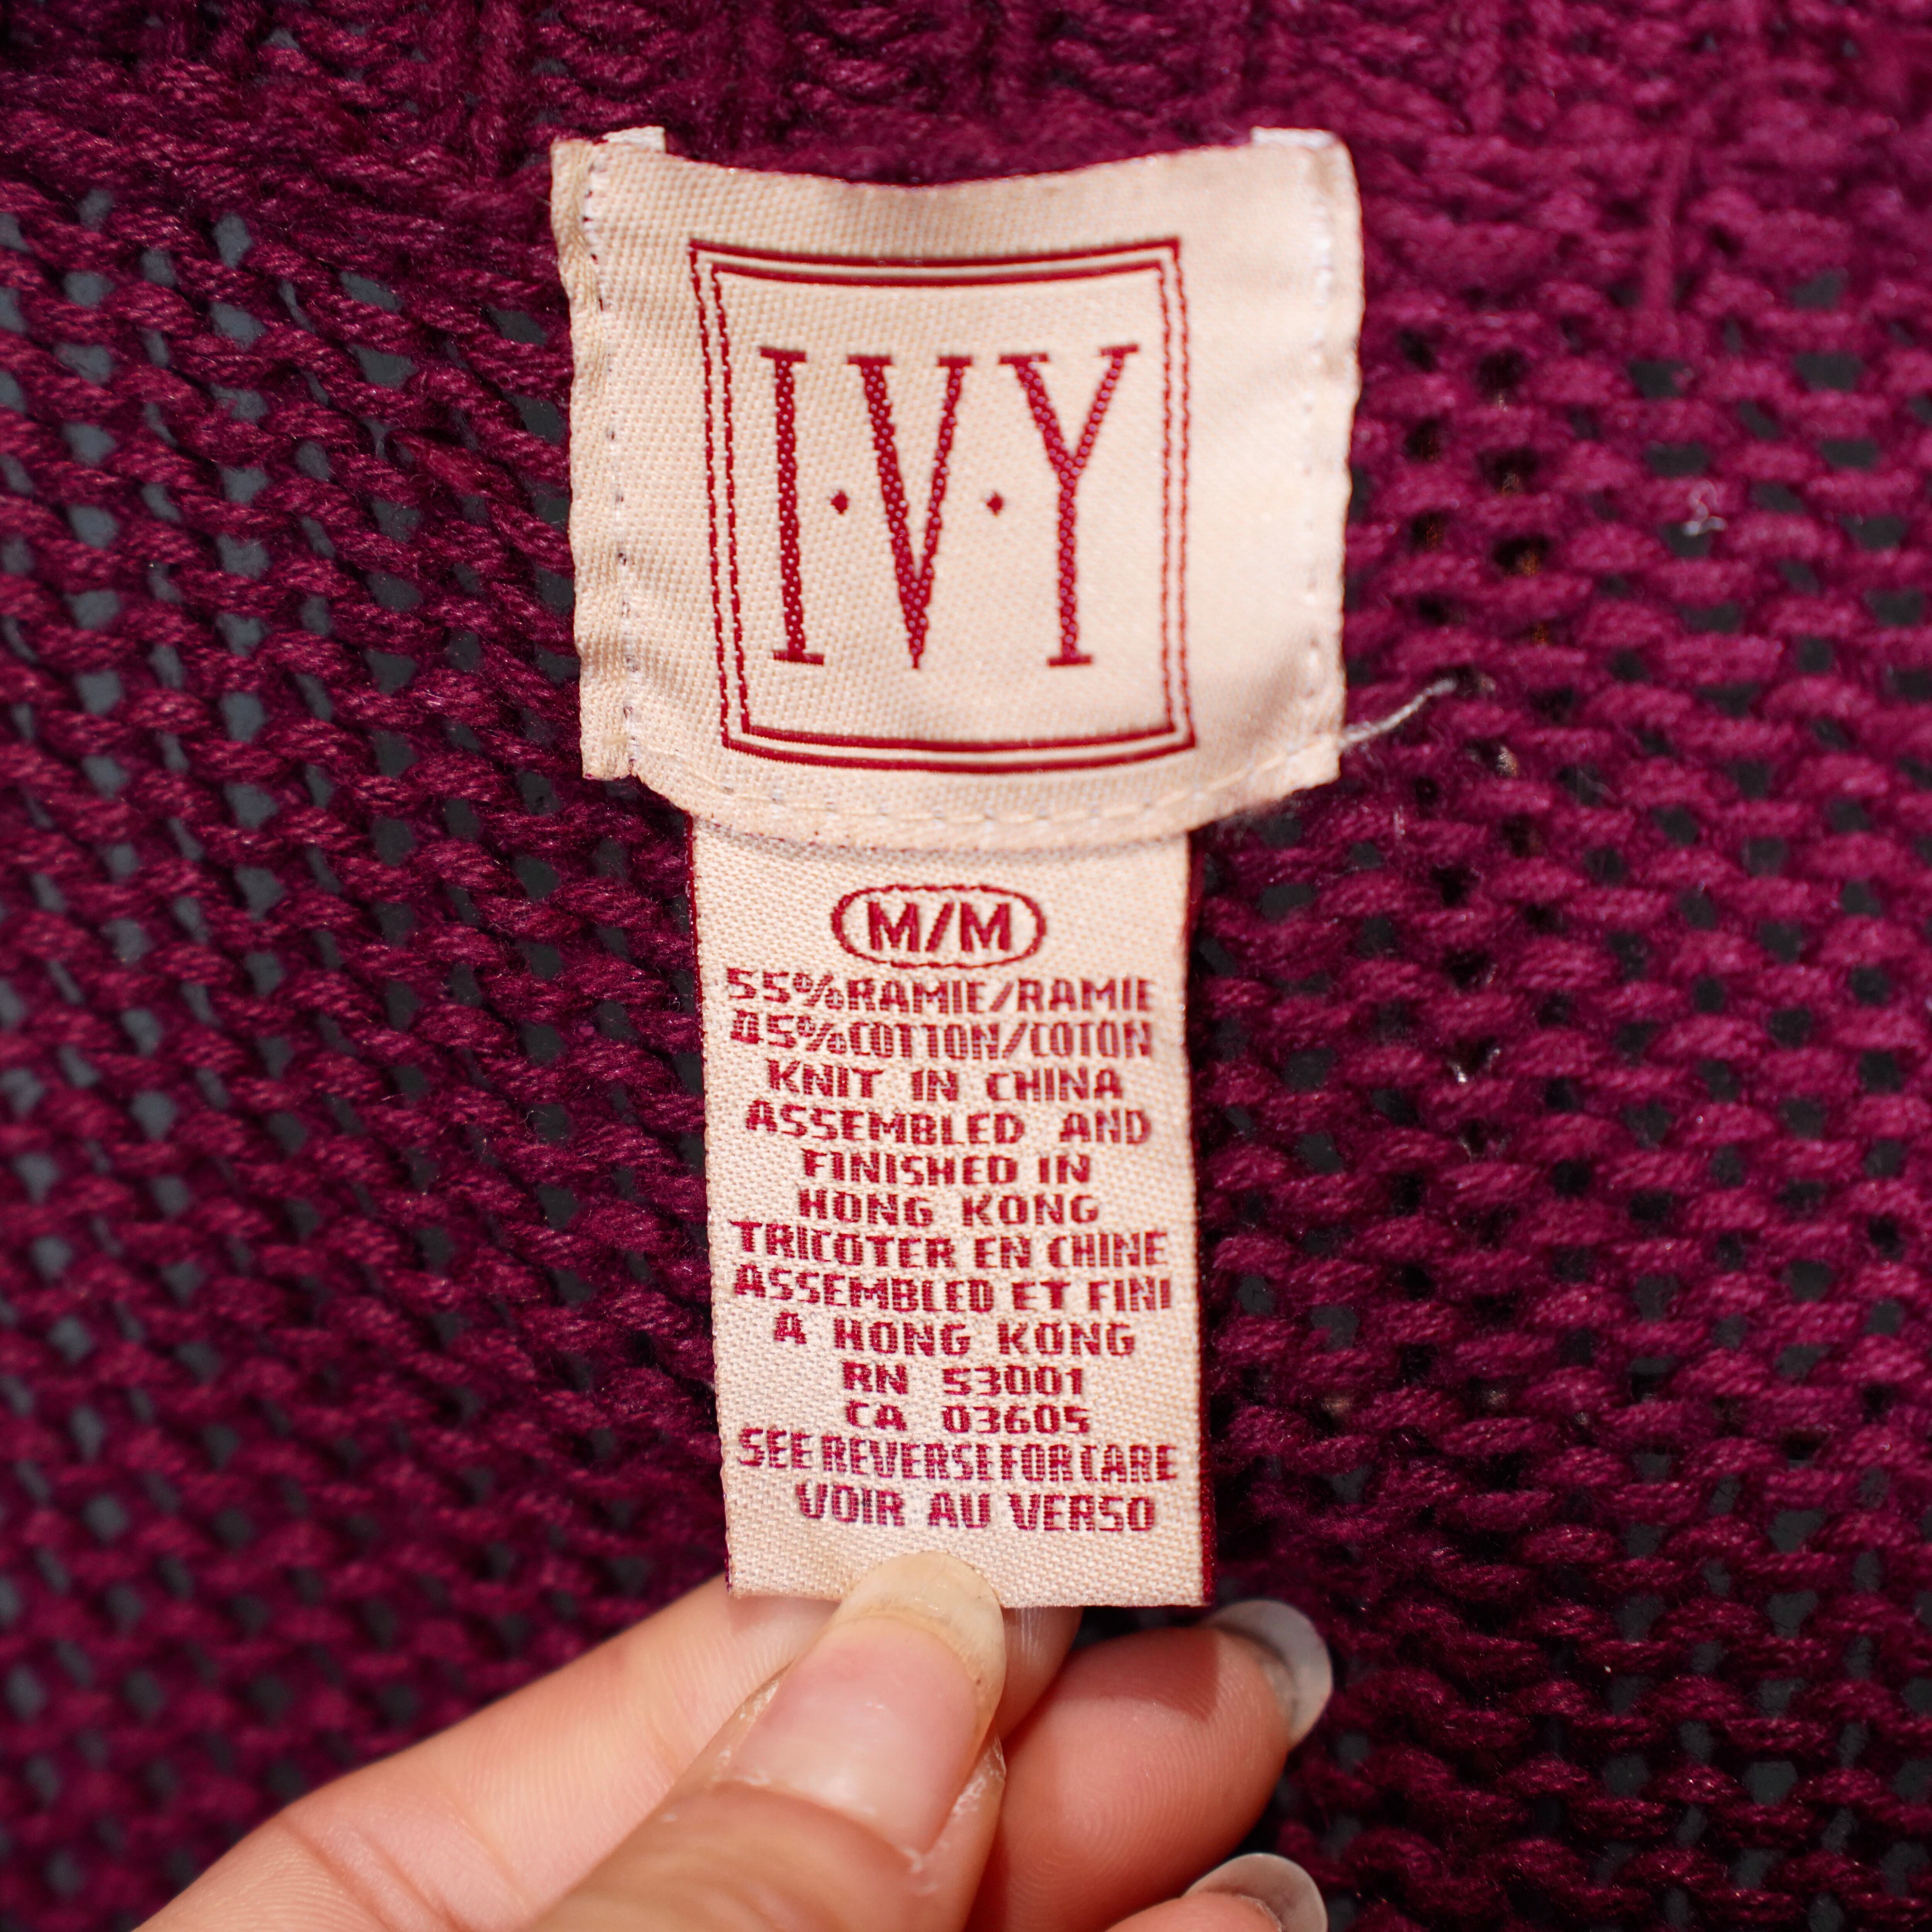 I·V·Y
M/M
55%RAMIE/RAMIE
45%COTTON/COTON
KNIT IN CHINA
ASSEMBLED AND
FINISHED IN
HONG KONG
TRICOTER EN CHINE
ASSEMBLED ET FINI
A HONG KONG
RN 53001
CA 03605
SEE REVERSE FOR CARE
VOIR AU VERSO